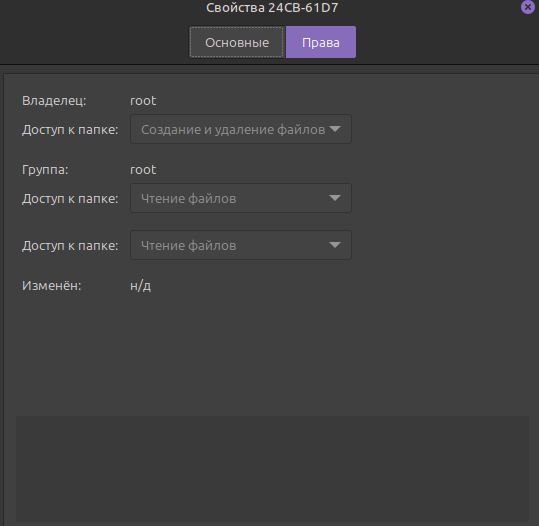 Свойства 24CB-61D7
Основные Права
Владелец: root
Доступ к папке: Создание и удаление файлов
Группа: root
Доступ к папке: Чтение файлов
Доступ к папке: Чтение файлов
Изменён: н/д